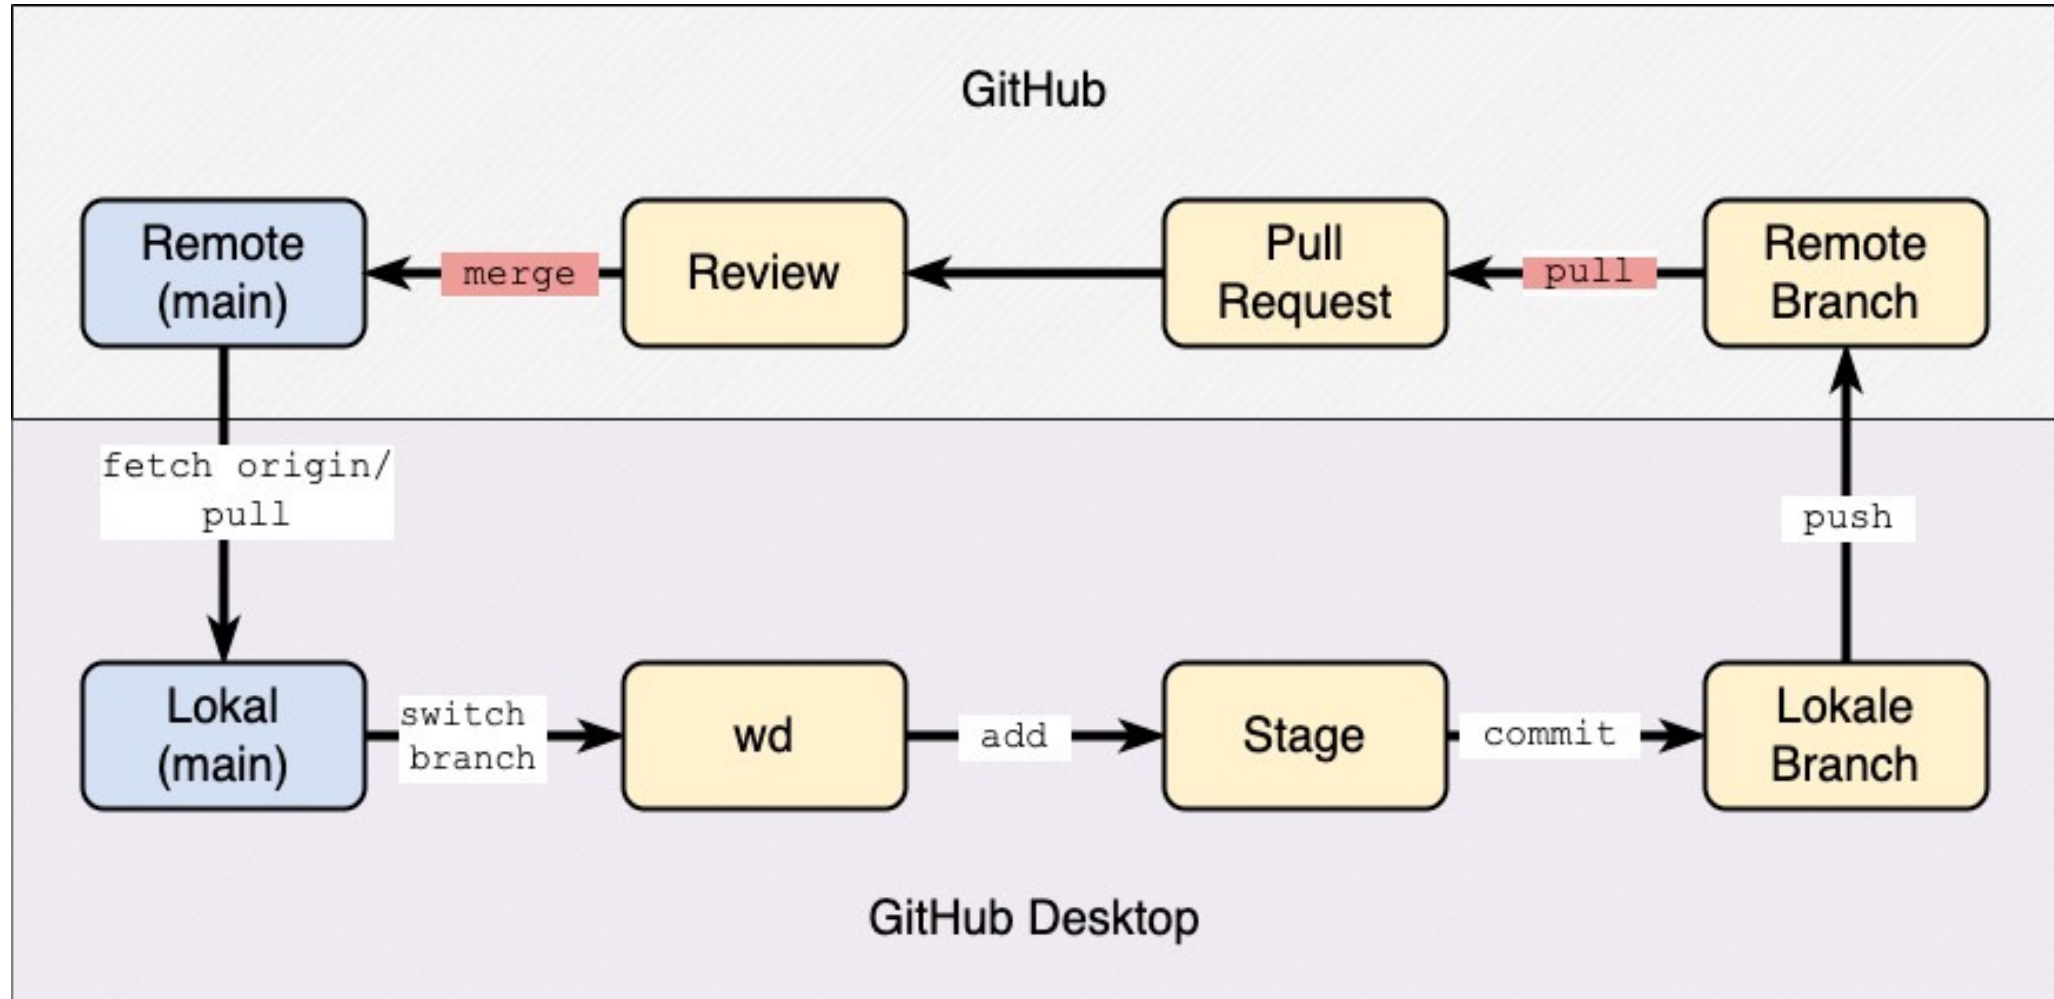 GitHub
Remote
(main)
merge
Review
Pull
Request
pull
Remote
Branch
fetch origin/
pull
push
Lokal
(main)
switch
branch
wd
add
Stage
commit
Lokale
Branch
GitHub Desktop